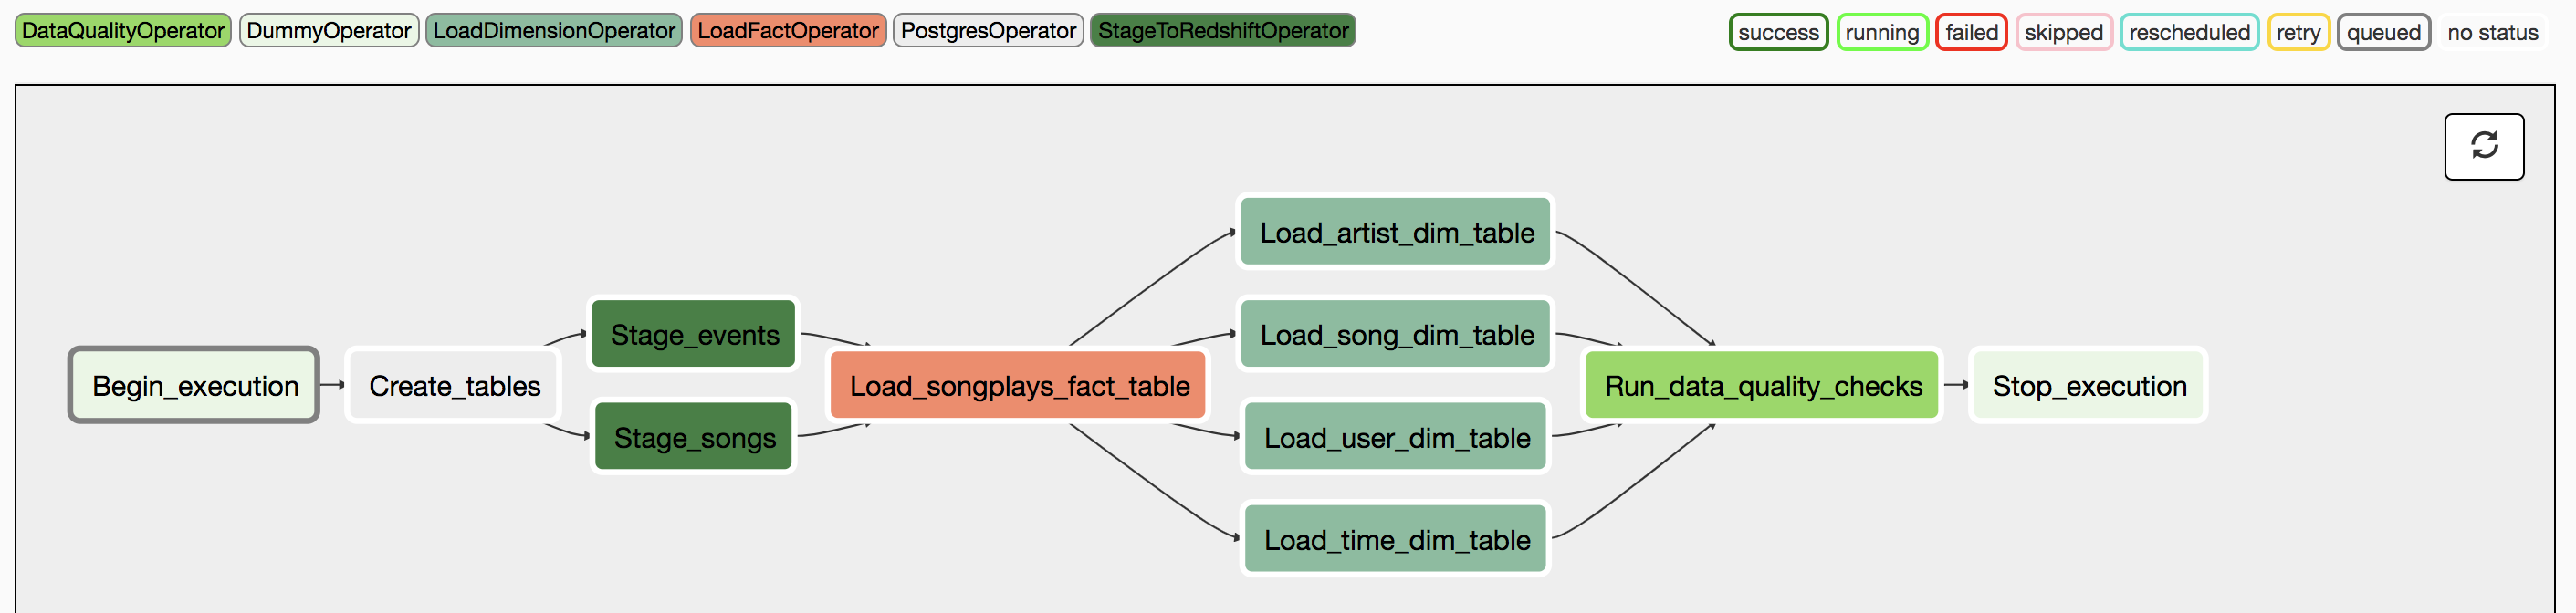 DataQualityOperator DummyOperator LoadDimensionOperator LoadFactOperator PostgresOperator StageToRedshiftOperator success running failed skipped rescheduled retry queued no status
Load_artist_dim_table
Stage_events Load_song_dim_table
Begin_execution Create_tables Load_songplays_fact_table Run_data_quality_checks Stop_execution
Stage_songs Load_user_dim_table
Load_time_dim_table